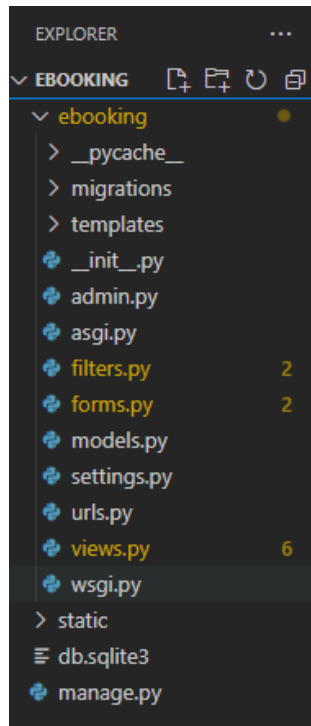 EXPLORER ...
EBOOKING
ebooking
__pycache__
migrations
templates
__init__.py
admin.py
asgi.py
filters.py 2
forms.py 2
models.py
settings.py
urls.py
views.py 6
wsgi.py
static
db.sqlite3
manage.py